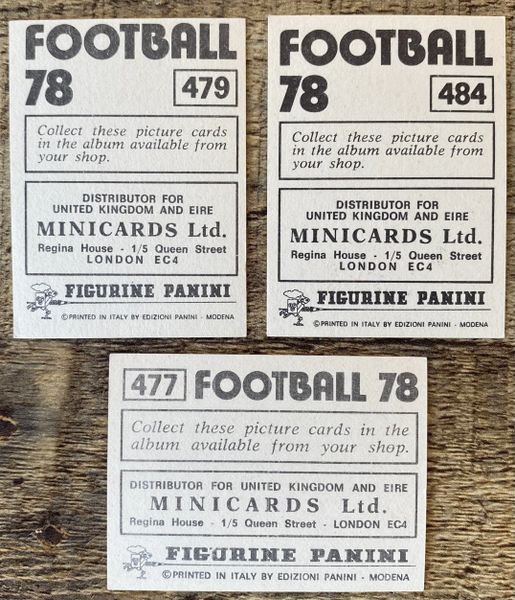 FOOTBALL
78 479
Collect these picture cards
in the album available from
your shop.
DISTRIBUTOR FOR
UNITED KINGDOM AND EIRE
MINICARDS Ltd.
Regina House - 1/5 Queen Street
LONDON EC4
FIGURINE PANINI
©PRINTED IN ITALY BY EDIZIONI PANINI - MODENA
FOOTBALL
78 484
Collect these picture cards
in the album available from
your shop.
DISTRIBUTOR FOR
UNITED KINGDOM AND EIRE
MINICARDS Ltd.
Regina House - 1/5 Queen Street
LONDON EC4
FIGURINE PANINI
©PRINTED IN ITALY BY EDIZIONI PANINI - MODENA
477 FOOTBALL 78
Collect these picture cards in the
album available from your shop.
DISTRIBUTOR FOR UNITED KINGDOM AND EIRE
MINICARDS Ltd.
Regina House - 1/5 Queen Street - LONDON EC4
FIGURINE PANINI
©PRINTED IN ITALY BY EDIZIONI PANINI - MODENA